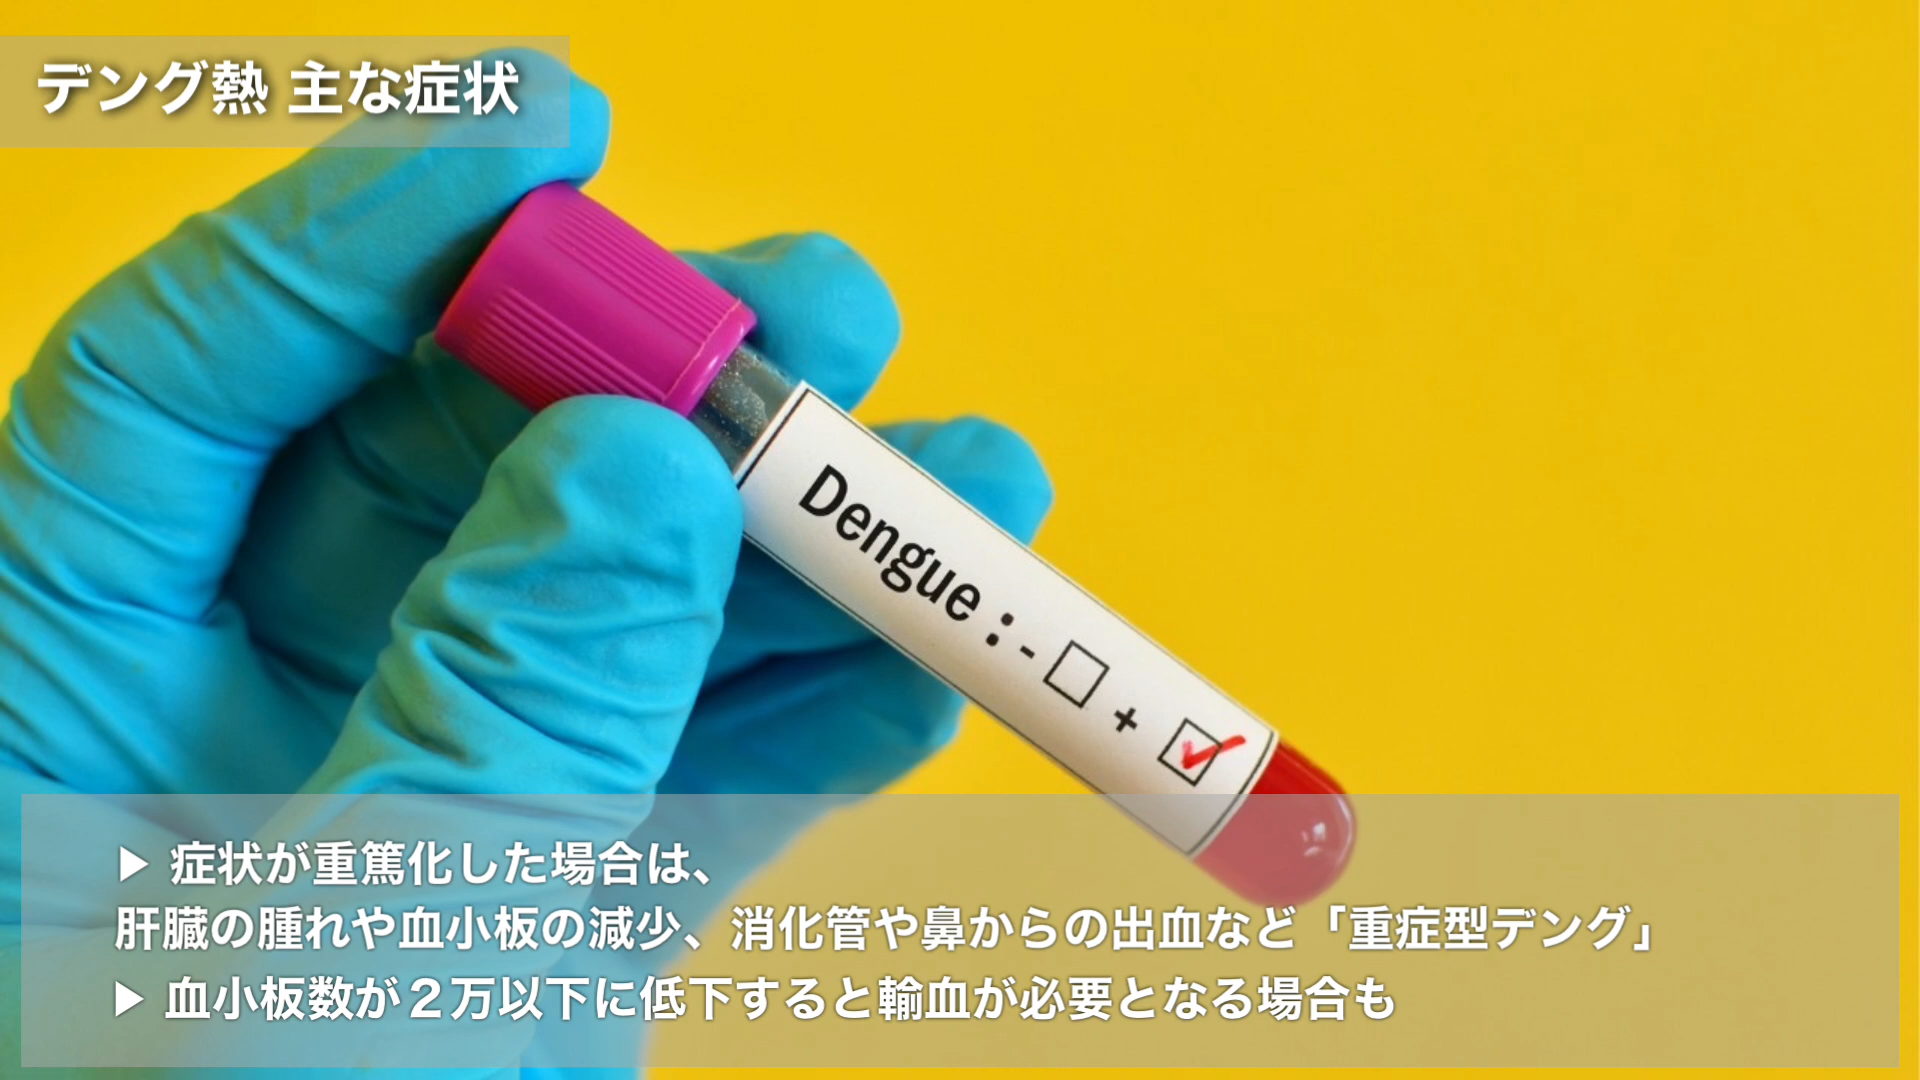 デング熱 主な症状
Dengue : - □ + ☑
▶ 症状が重篤化した場合は、
肝臓の腫れや血小板の減少、消化管や鼻からの出血など「重症型デング」
▶ 血小板数が２万以下に低下すると輸血が必要となる場合も